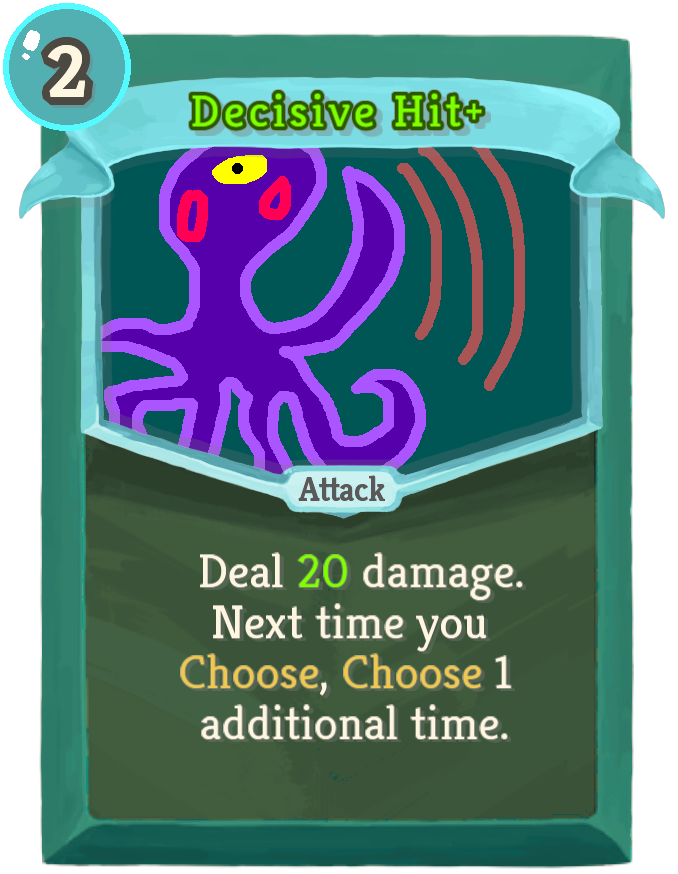 2
Decisive Hit+
Attack
Deal 20 damage.
Next time you
Choose, Choose 1
additional time.